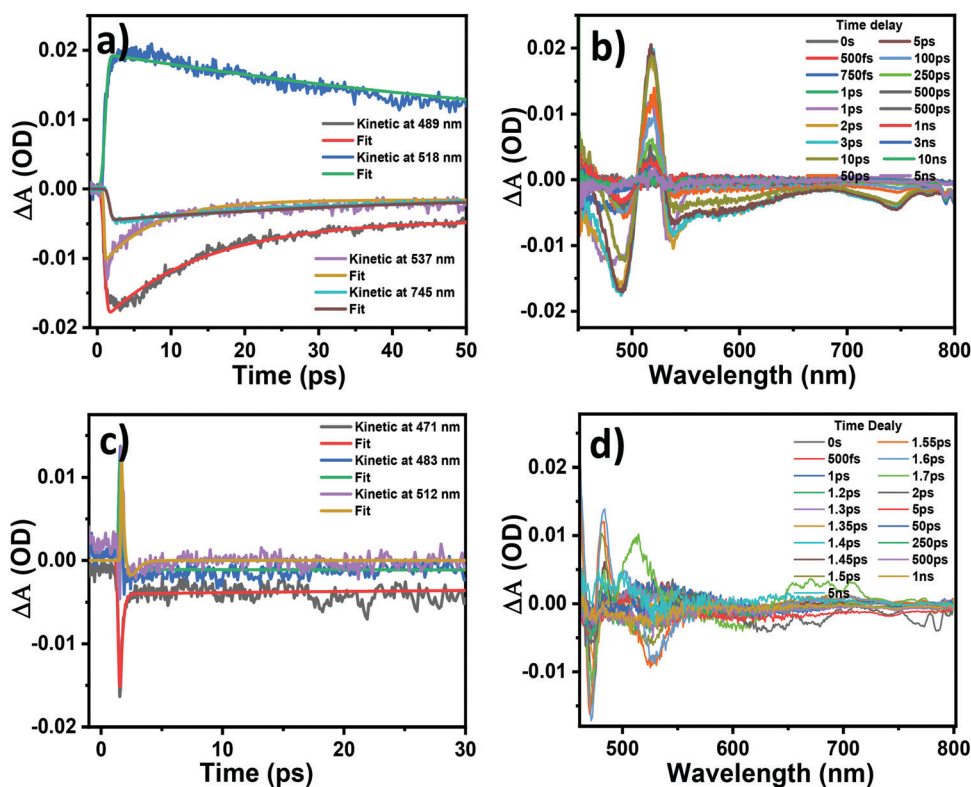 a)
0.02
0.01
0.00
-0.01
-0.02
ΔA (OD)
0 10 20 30 40 50
Time (ps)
Kinetic at 489 nm
Fit
Kinetic at 518 nm
Fit
Kinetic at 537 nm
Fit
Kinetic at 745 nm
Fit
b)
0.02
0.01
0.00
-0.01
-0.02
ΔA (OD)
500 600 700 800
Wavelength (nm)
Time delay
0s 5ps
500fs 100ps
750fs 250ps
1ps 500ps
1ps 500ps
2ps 1ns
3ps 3ns
10ps 10ns
50ps 5ns
c)
0.01
0.00
-0.01
-0.02
ΔA (OD)
0 10 20 30
Time (ps)
Kinetic at 471 nm
Fit
Kinetic at 483 nm
Fit
Kinetic at 512 nm
Fit
d)
0.02
0.01
0.00
-0.01
ΔA (OD)
500 600 700 800
Wavelength (nm)
Time Dealy
0s 1.55ps
500fs 1.6ps
1ps 1.7ps
1.2ps 2ps
1.3ps 5ps
1.35ps 50ps
1.4ps 250ps
1.45ps 500ps
1.5ps 1ns
5ns